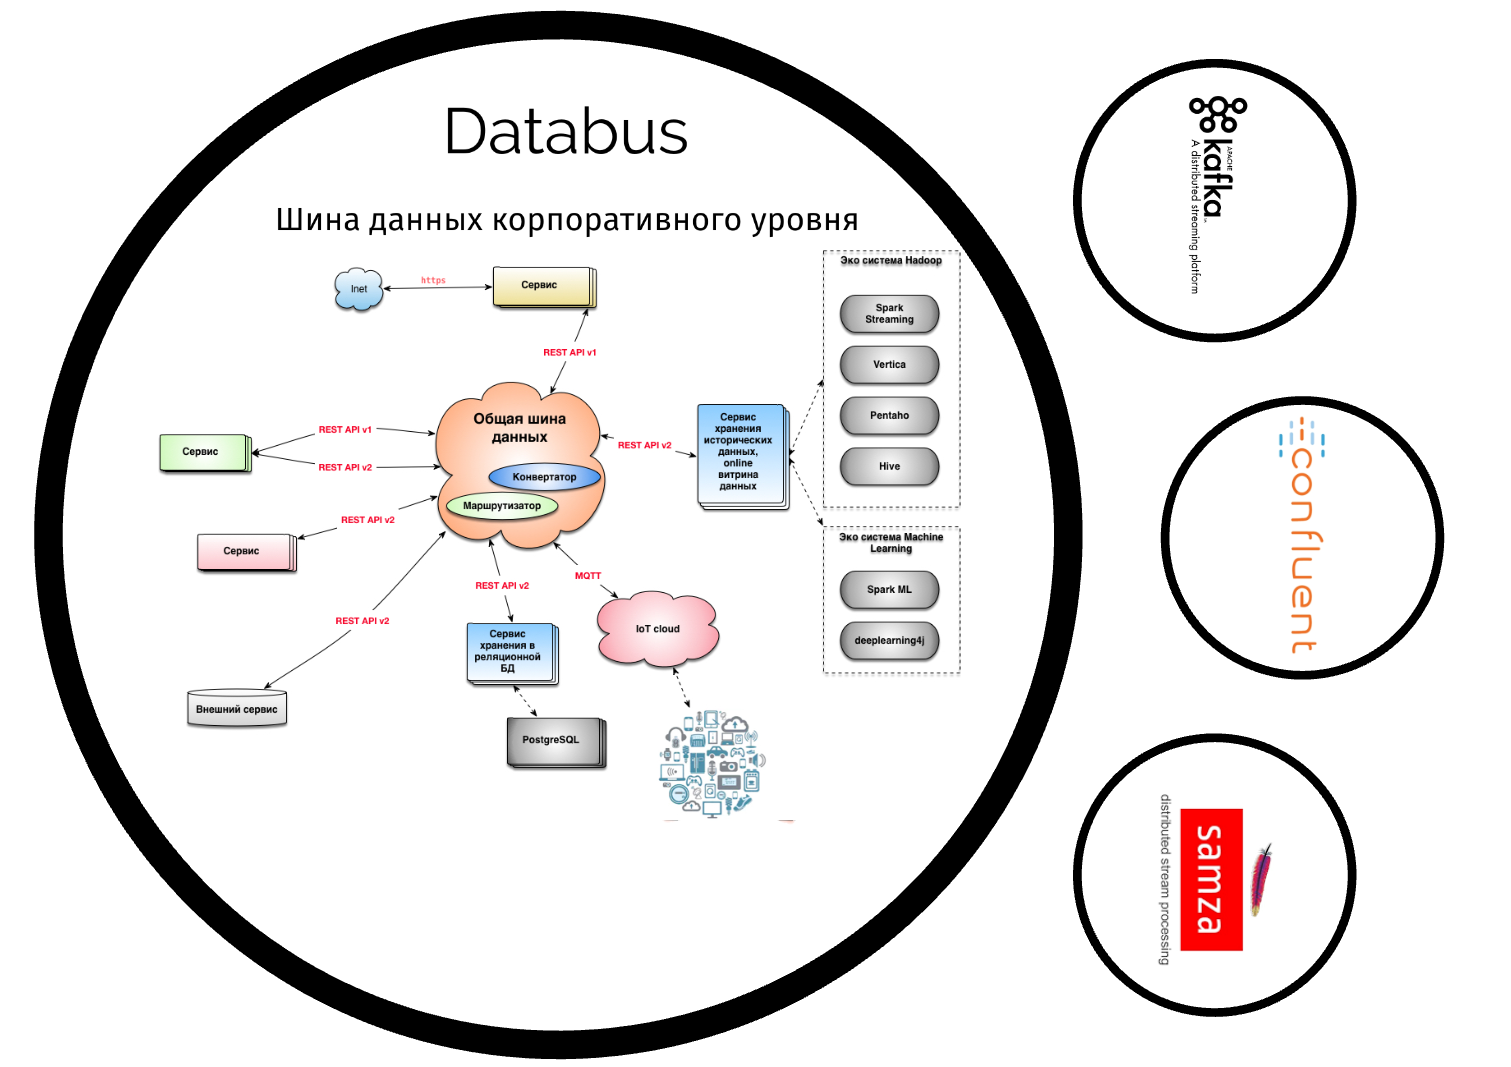 Databus
Шина данных корпоративного уровня
Inet
https
Сервис
REST API v1
Общая шина
данных
Конвертатор
Маршрутизатор
REST API v1
REST API v2
Сервис
REST API v2
Сервис
REST API v2
Внешний сервис
REST API v2
Сервис
хранения в
реляционной
БД
PostgreSQL
MQTT
IoT cloud
REST API v2
Сервис
хранения
исторических
данных,
online
витрина
данных
Эко система Hadoop
Spark
Streaming
Vertica
Pentaho
Hive
Эко система Machine
Learning
Spark ML
deeplearning4j
APACHE
kafka
A distributed streaming platform
confluent
samza
distributed stream processing